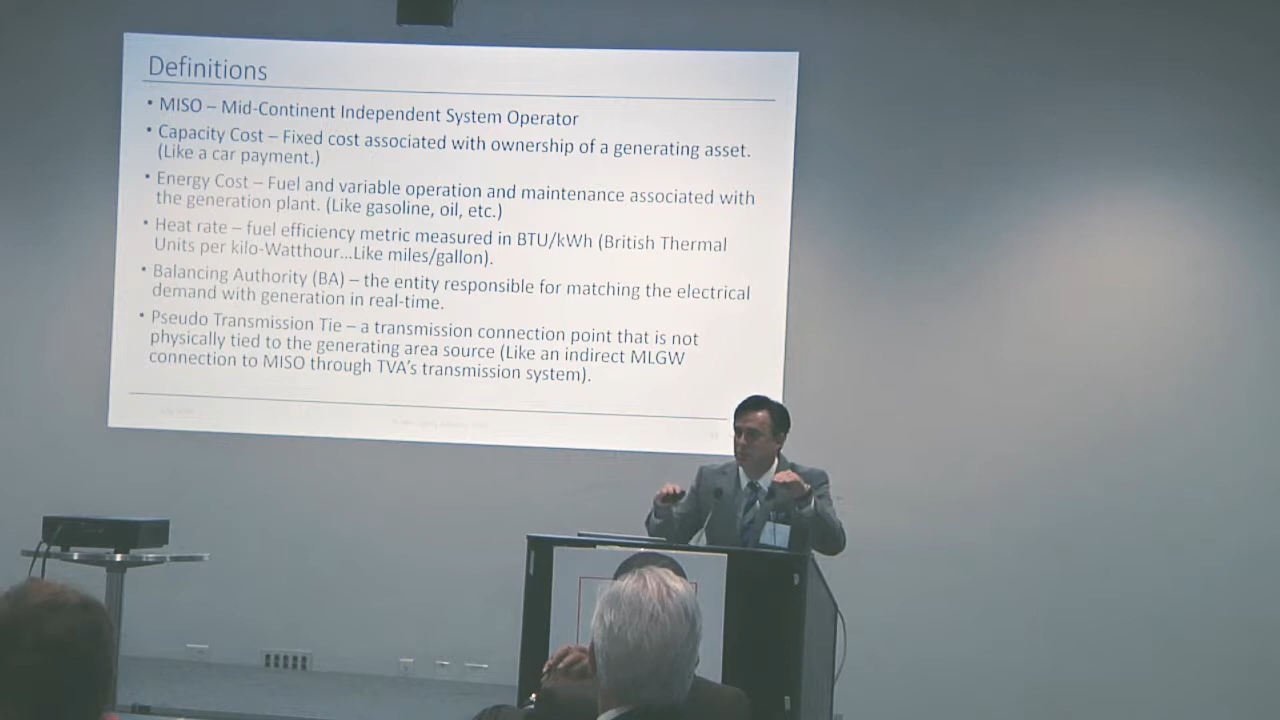 Definitions
• MISO – Mid-Continent Independent System Operator
• Capacity Cost – Fixed cost associated with ownership of a generating asset.
(Like a car payment.)
• Energy Cost – Fuel and variable operation and maintenance associated with
the generation plant. (Like gasoline, oil, etc.)
• Heat rate – fuel efficiency metric measured in BTU/kWh (British Thermal
Units per kilo-Watthour...Like miles/gallon).
• Balancing Authority (BA) – the entity responsible for matching the electrical
demand with generation in real-time.
• Pseudo Transmission Tie – a transmission connection point that is not
physically tied to the generating area source (Like an indirect MLGW
connection to MISO through TVA's transmission system).